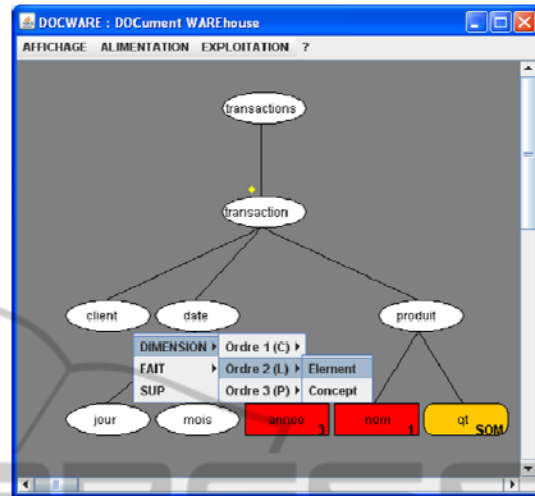 DOCWARE : DOCument WAREhouse
AFFICHAGE ALIMENTATION EXPLOITATION ?
transactions
transaction
client date produit
DIMENSION Ordre 1 (C)
FAIT Ordre 2 (L) Element
SUP Ordre 3 (P) Concept
jour mois annee 3 nom 1 qt SOM